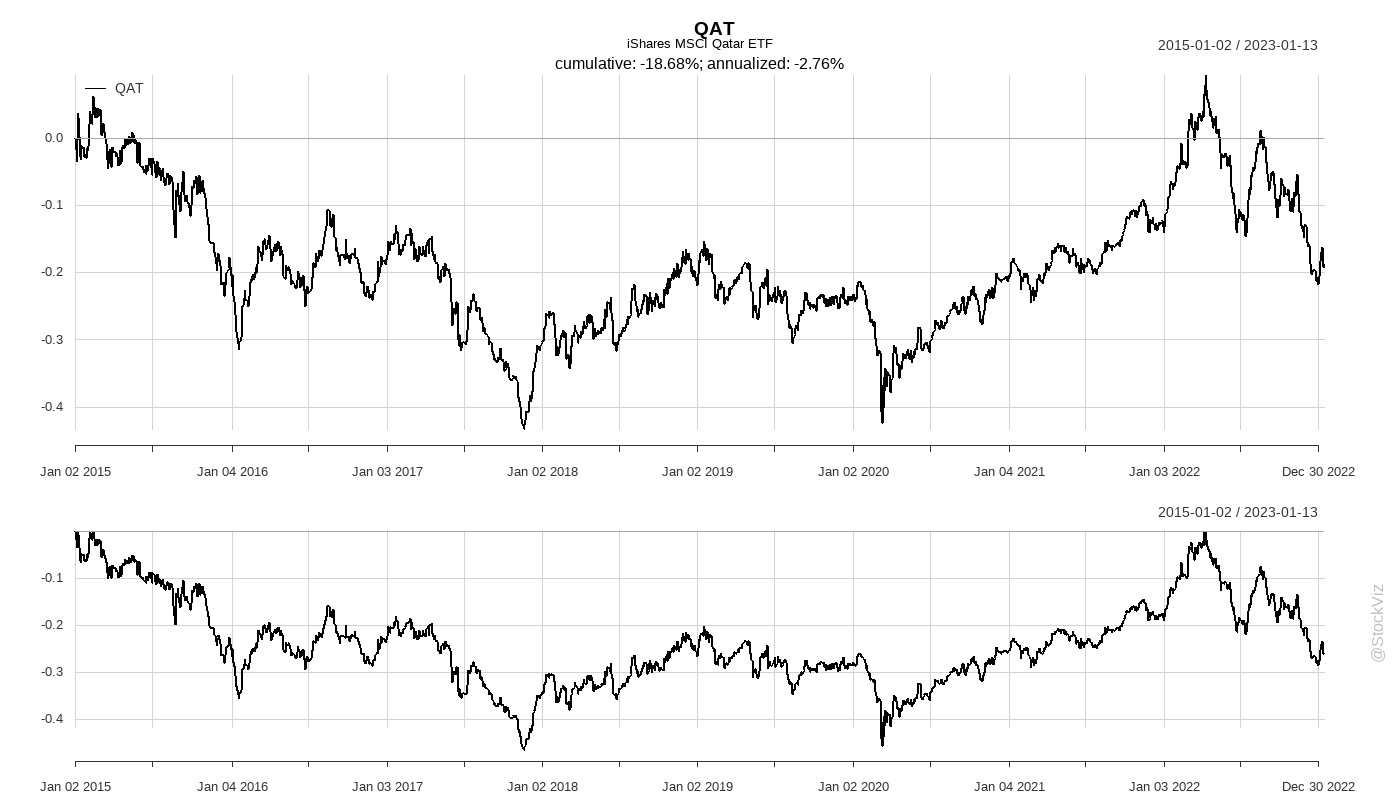 QAT
iShares MSCI Qatar ETF
2015-01-02 / 2023-01-13
cumulative: -18.68%; annualized: -2.76%
QAT
0.0
-0.1
-0.2
-0.3
-0.4
Jan 02 2015 Jan 04 2016 Jan 03 2017 Jan 02 2018 Jan 02 2019 Jan 02 2020 Jan 04 2021 Jan 03 2022 Dec 30 2022
2015-01-02 / 2023-01-13
-0.1
-0.2
-0.3
-0.4
@StockViz
Jan 02 2015 Jan 04 2016 Jan 03 2017 Jan 02 2018 Jan 02 2019 Jan 02 2020 Jan 04 2021 Jan 03 2022 Dec 30 2022